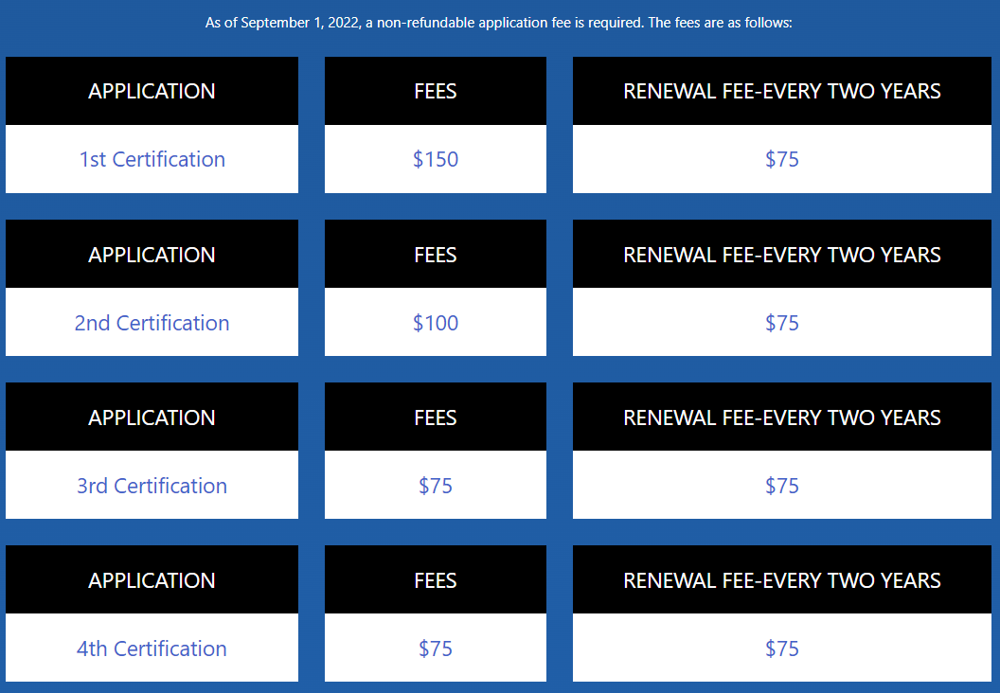 As of September 1, 2022, a non-refundable application fee is required. The fees are as follows:
APPLICATION FEES RENEWAL FEE-EVERY TWO YEARS
1st Certification $150 $75
APPLICATION FEES RENEWAL FEE-EVERY TWO YEARS
2nd Certification $100 $75
APPLICATION FEES RENEWAL FEE-EVERY TWO YEARS
3rd Certification $75 $75
APPLICATION FEES RENEWAL FEE-EVERY TWO YEARS
4th Certification $75 $75